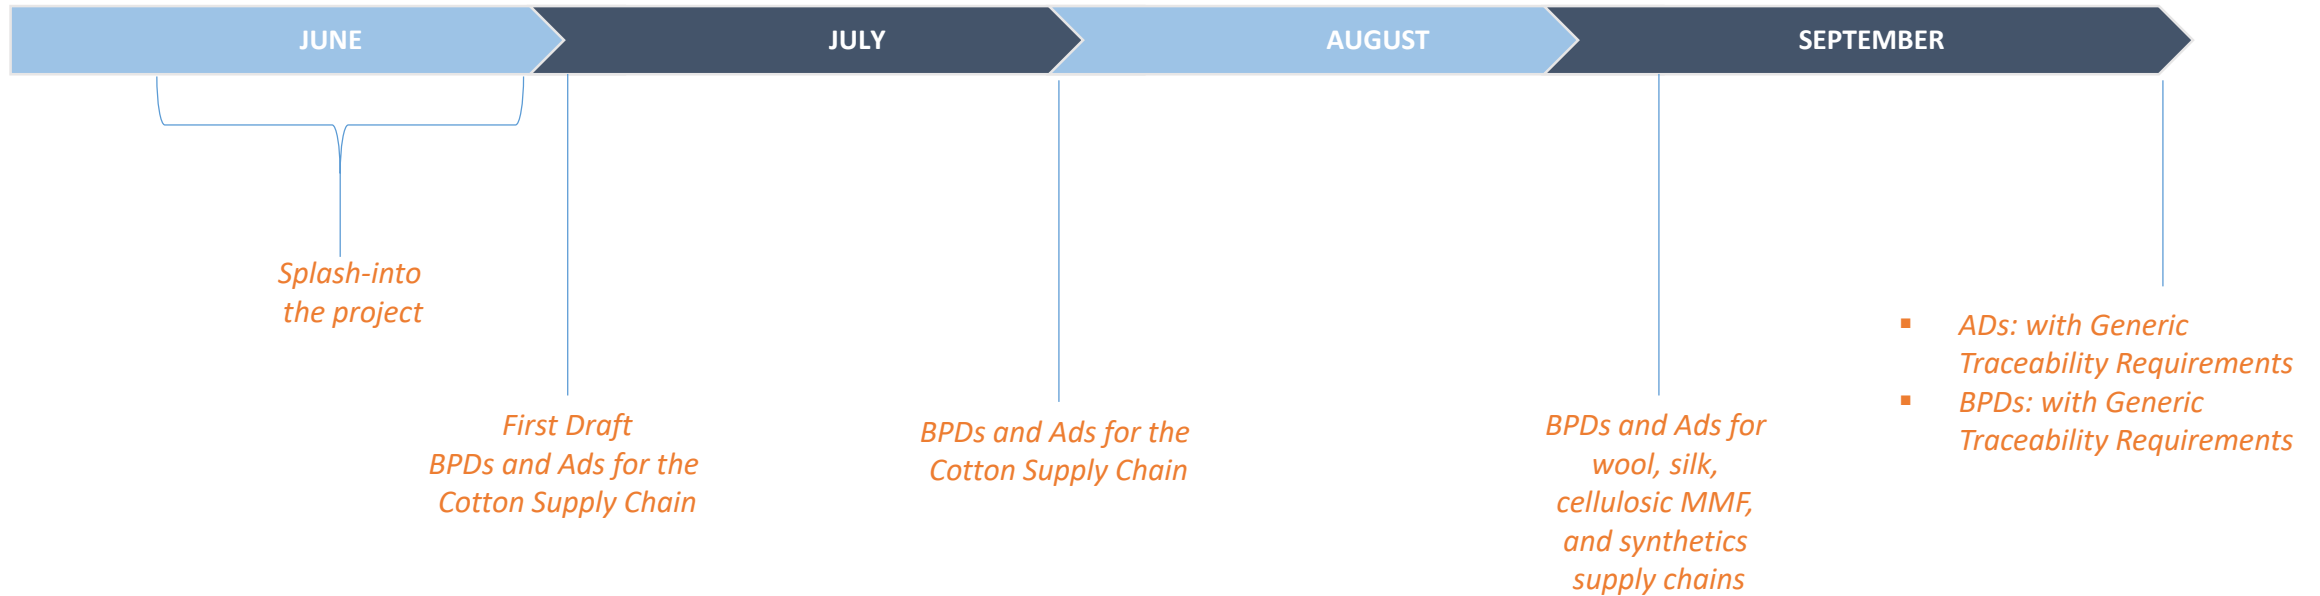 JUNE
JULY
AUGUST
SEPTEMBER
Splash-into
the project
First Draft
BPDs and Ads for the
Cotton Supply Chain
BPDs and Ads for the
Cotton Supply Chain
BPDs and Ads for
wool, silk,
cellulosic MMF,
and synthetics
supply chains
▪ ADs: with Generic
Traceability Requirements
▪ BPDs: with Generic
Traceability Requirements